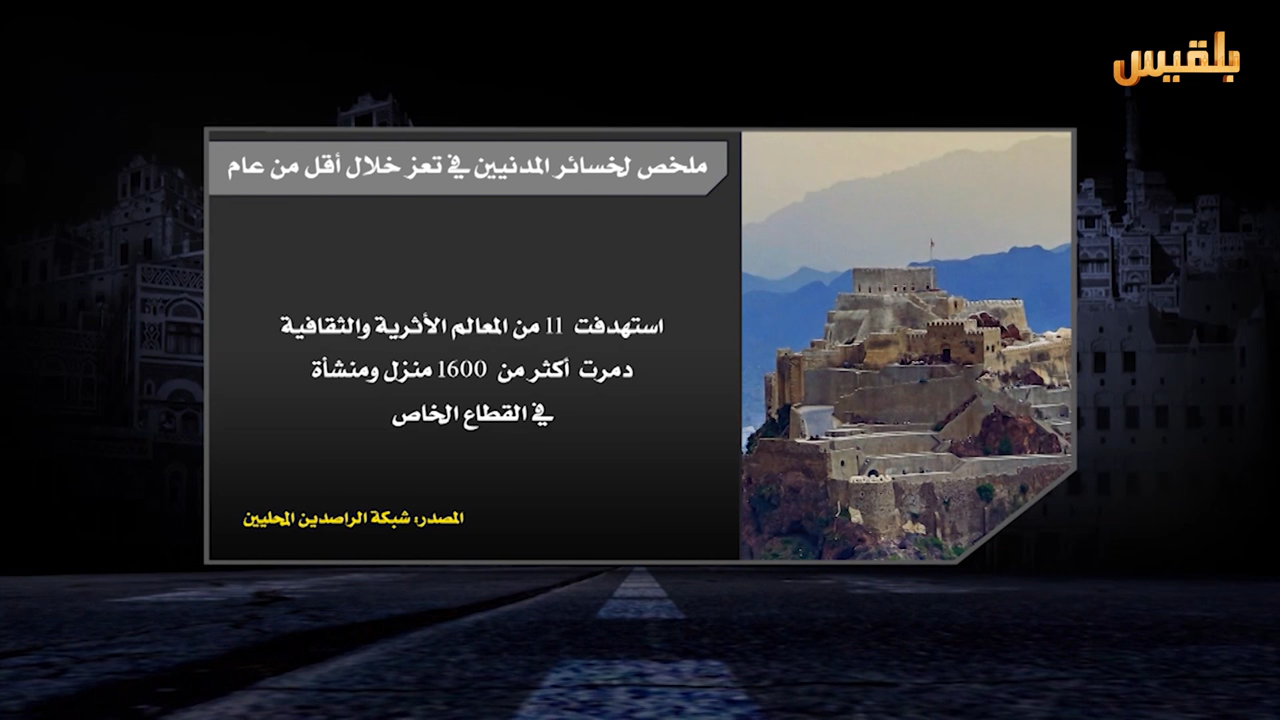 بلقيس
ملخص لخسائر المدنيين في تعز خلال أقل من عام
استهدفت 11 من المعالم الأثرية والثقافية
دمرت أكثر من 1600 منزل ومنشأة
في القطاع الخاص
المصدر: شبكة الراصدين المحليين